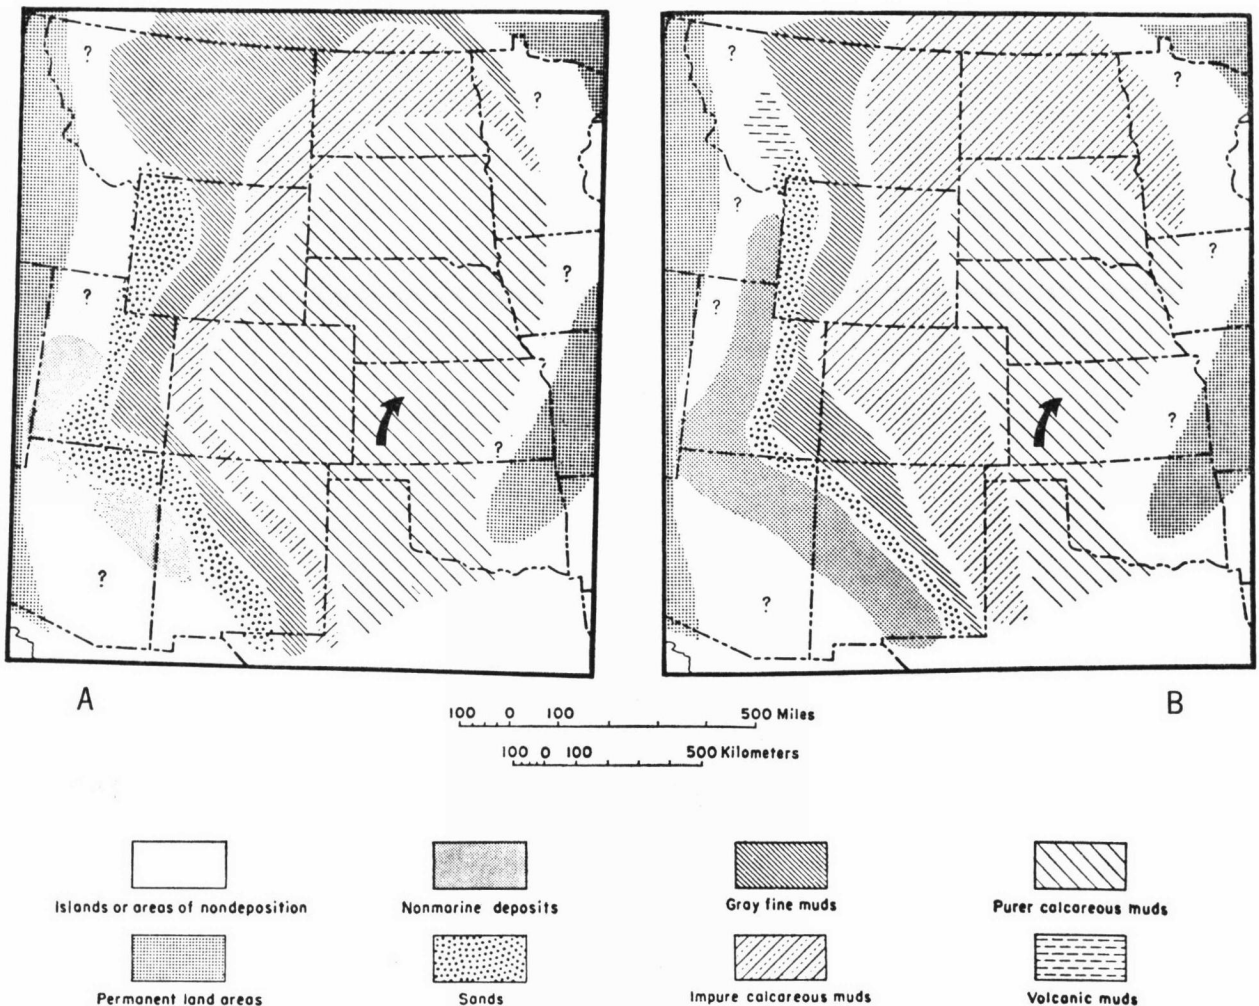 ? ? ? ?
? ?
? ?
? ?
? ?
A B
100 0 100 500 Miles
100 0 100 500 Kilometers
Islands or areas of nondeposition Nonmarine deposits Gray fine muds Purer calcareous muds
Permanent land areas Sands Impure calcareous muds Volcanic muds